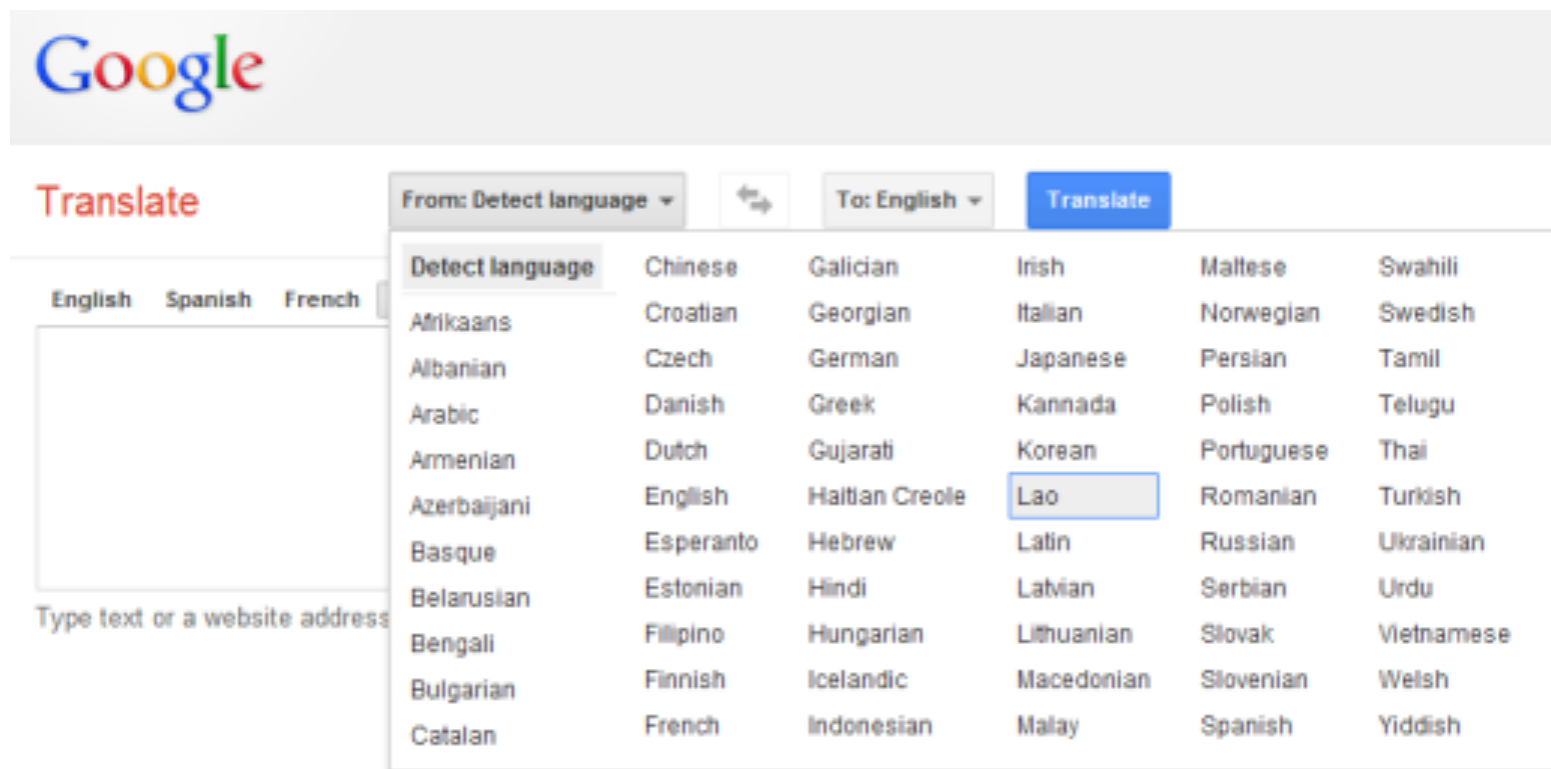 Google
Translate From: Detect language To: English Translate
English Spanish French
Type text or a website address
Detect language Chinese Galician Irish Maltese Swahili
Afrikaans Croatian Georgian Italian Norwegian Swedish
Albanian Czech German Japanese Persian Tamil
Arabic Danish Greek Kannada Polish Telugu
Armenian Dutch Gujarati Korean Portuguese Thai
Azerbaijani English Haitian Creole Lao Romanian Turkish
Basque Esperanto Hebrew Latin Russian Ukrainian
Belarusian Estonian Hindi Latvian Serbian Urdu
Bengali Filipino Hungarian Lithuanian Slovak Vietnamese
Bulgarian Finnish Icelandic Macedonian Slovenian Welsh
Catalan French Indonesian Malay Spanish Yiddish